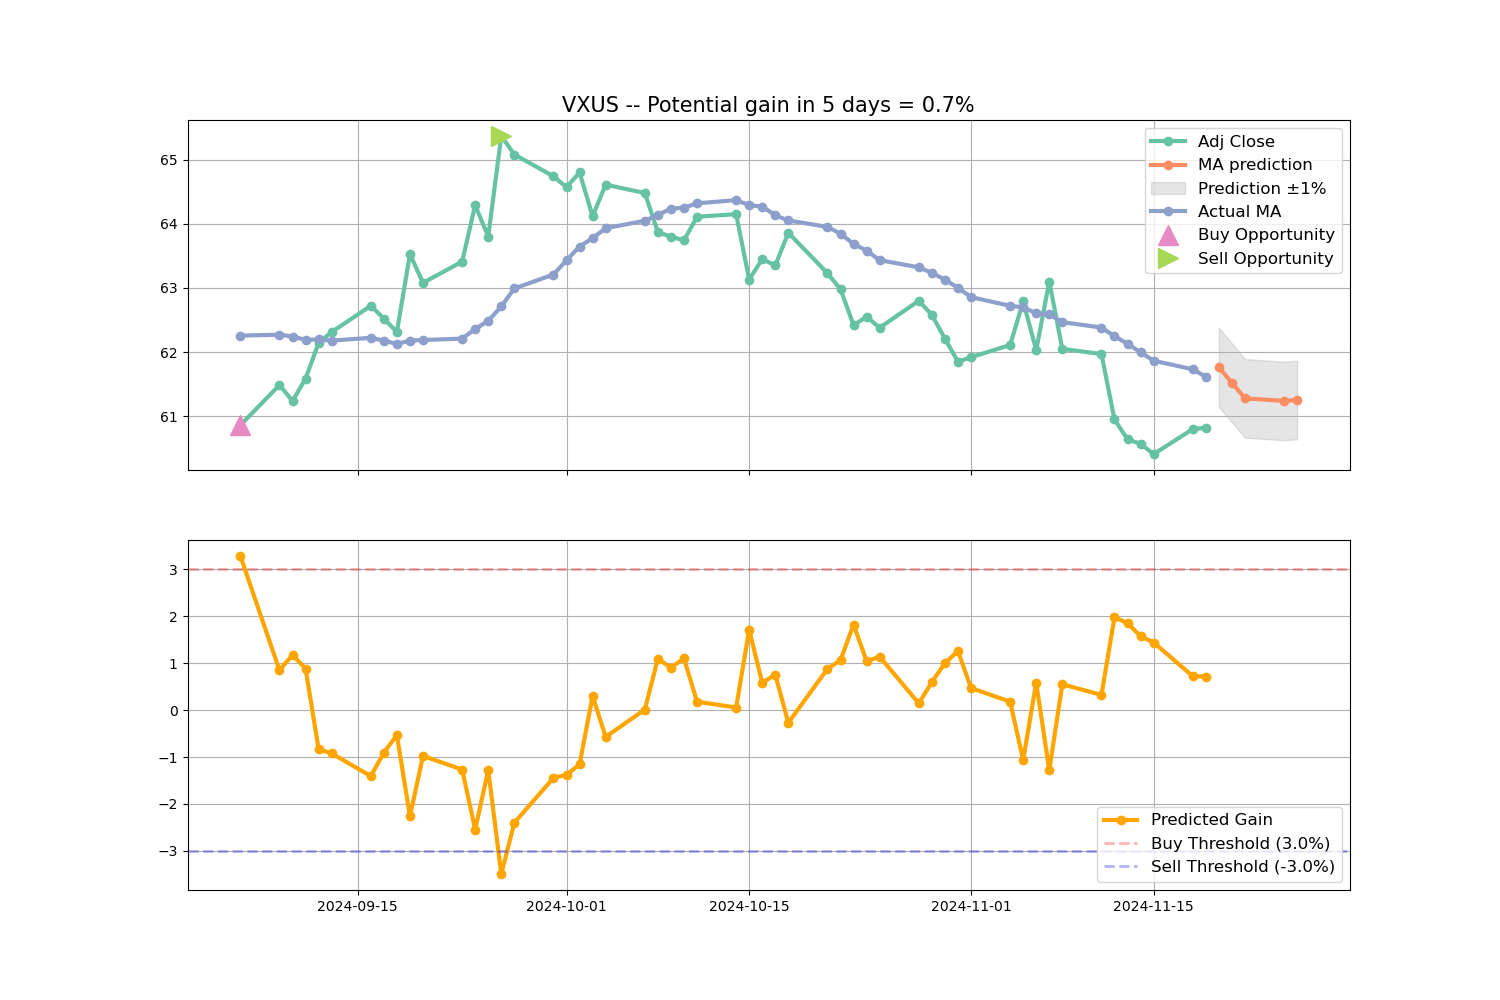 VXUS -- Potential gain in 5 days = 0.7%
65
64
63
62
61
Adj Close
MA prediction
Prediction ±1%
Actual MA
Buy Opportunity
Sell Opportunity
3
2
1
0
−1
−2
−3
Predicted Gain
Buy Threshold (3.0%)
Sell Threshold (-3.0%)
2024-09-15
2024-10-01
2024-10-15
2024-11-01
2024-11-15